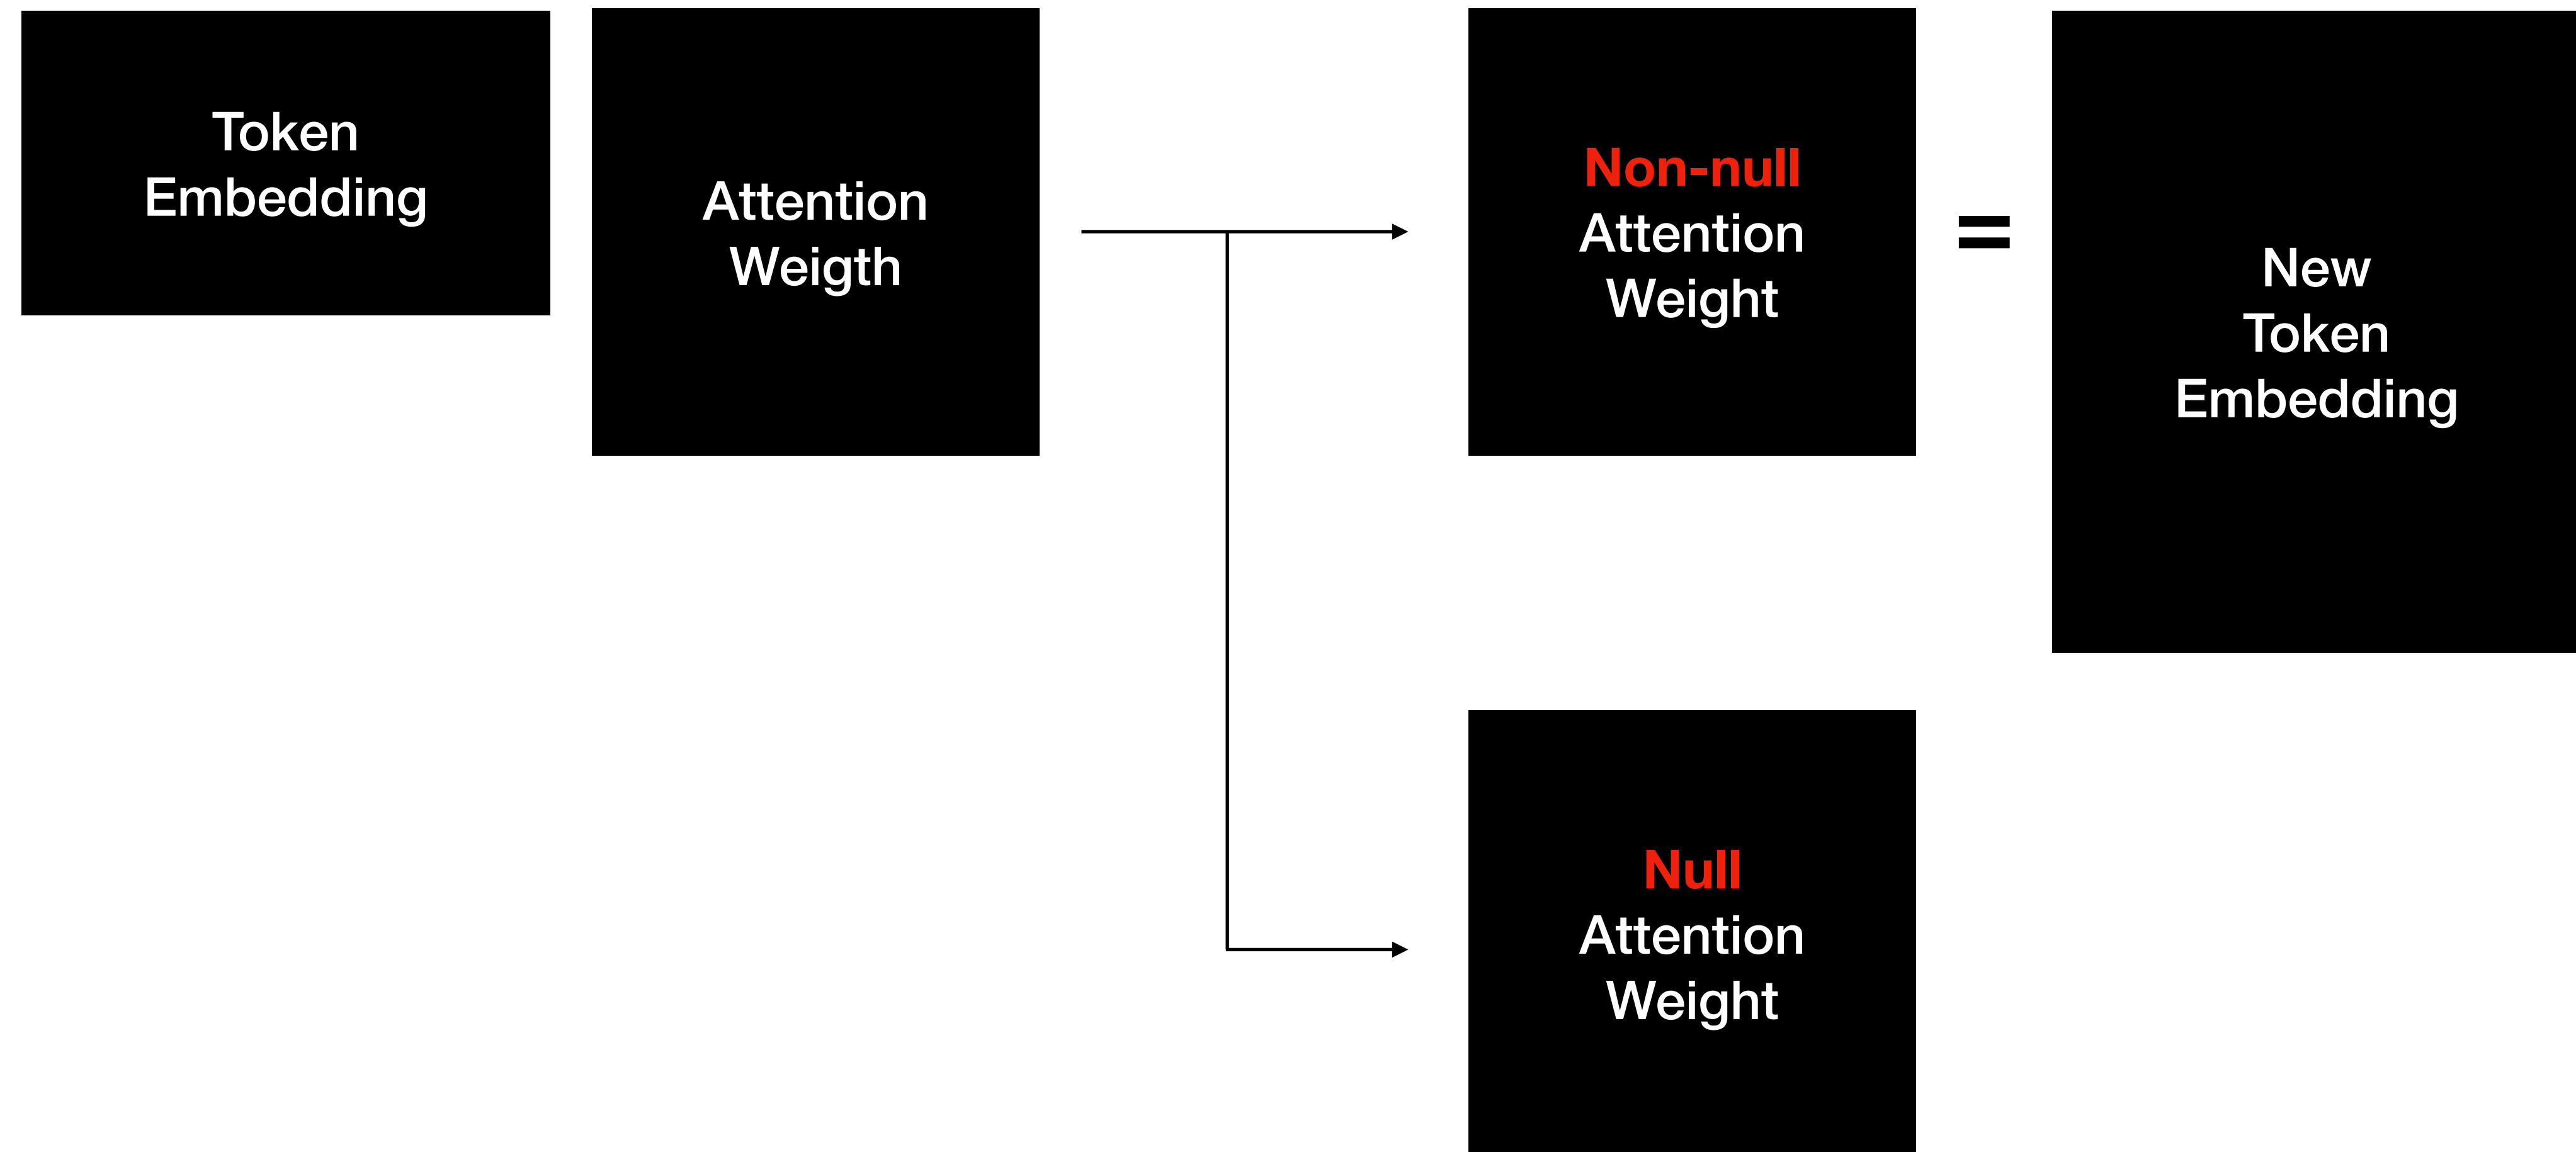 Token
Embedding
Attention
Weigth
Non-null
Attention
Weight
=
New
Token
Embedding
Null
Attention
Weight